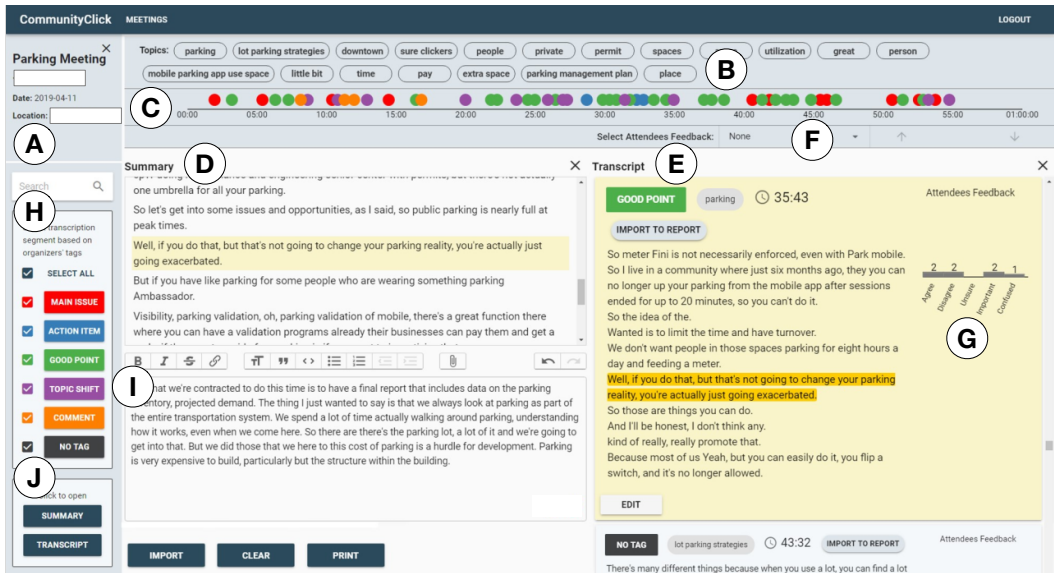 CommunityClick MEETINGS LOGOUT
Parking Meeting
Date: 2019-04-11
Location:
A
Topics: parking lot parking strategies downtown sure clickers people private permit spaces utilization great person
mobile parking app use space little bit time pay extra space parking management plan place
B
C
00:00 05:00 10:00 15:00 20:00 25:00 30:00 35:00 40:00 45:00 50:00 55:00 01:00:00
Select Attendees Feedback: None
F
Search
H
transcription
segment based on
organizers' tags
SELECT ALL
MAIN ISSUE
ACTION ITEM
GOOD POINT
TOPIC SHIFT
COMMENT
NO TAG
J
to open
SUMMARY
TRANSCRIPT
Summary
D
one umbrella for all your parking.
So let's get into some issues and opportunities, as I said, so public parking is nearly full at
peak times.
Well, if you do that, but that's not going to change your parking reality, you're actually just
going exacerbated.
But if you have like parking for some people who are wearing something parking
Ambassador.
Visibility, parking validation, oh, parking validation of mobile, there's a great function there
where you can have a validation programs already their businesses can pay them and get a
B I S
I
that we're contracted to do this time is to have a final report that includes data on the parking
projected demand. The thing I just wanted to say is that we always look at parking as part of
the entire transportation system. We spend a lot of time actually walking around parking, understanding
how it works, even when we come here. So there are there's the parking lot, a lot of it and we're going to
get into that. But we did those that we here to this cost of parking is a hurdle for development. Parking
is very expensive to build, particularly but the structure within the building.
IMPORT CLEAR PRINT
Transcript
E
GOOD POINT parking 35:43 Attendees Feedback
IMPORT TO REPORT
So meter Fini is not necessarily enforced, even with Park mobile.
So I live in a community where just six months ago, they you can
no longer up your parking from the mobile app after sessions
ended for up to 20 minutes, so you can't do it.
So the idea of the.
Wanted is to limit the time and have turnover.
We don't want people in those spaces parking for eight hours a
day and feeding a meter.
Well, if you do that, but that's not going to change your parking
reality, you're actually just going exacerbated.
So those are things you can do.
And I'll be honest, I don't think any.
kind of really, really promote that.
Because most of us Yeah, but you can easily do it, you flip a
switch, and it's no longer allowed.
EDIT
2 2 2 1
Agree Disagree Unsure Important Confused
G
NO TAG lot parking strategies 43:32 IMPORT TO REPORT Attendees Feedback
There's many different things because when you use a lot, you can find a lot